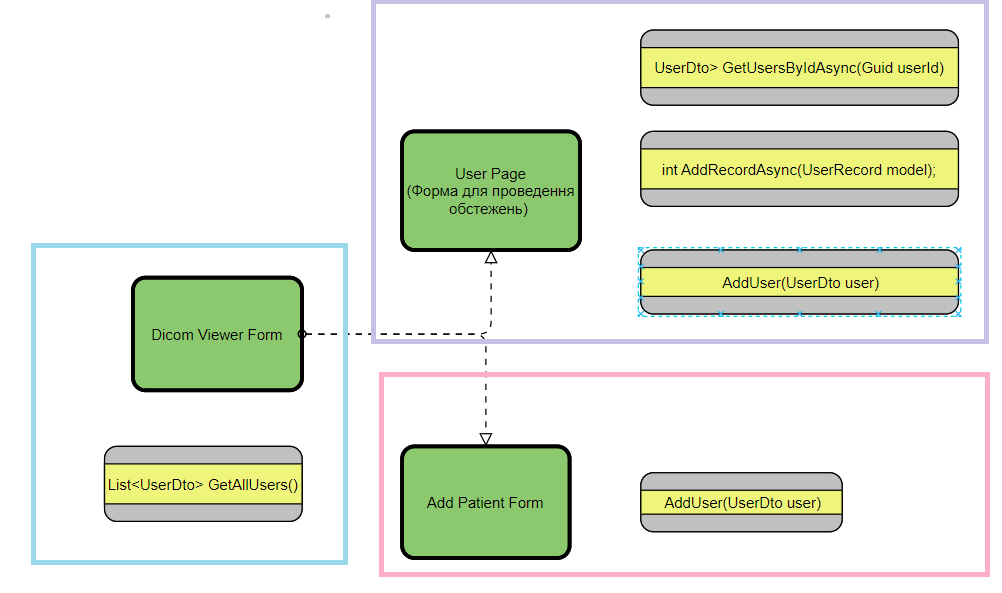 UserDto> GetUsersByIdAsync(Guid userId)
int AddRecordAsync(UserRecord model);
User Page
(Форма для проведення
обстежень)
AddUser(UserDto user)
Dicom Viewer Form
List<UserDto> GetAllUsers()
Add Patient Form
AddUser(UserDto user)